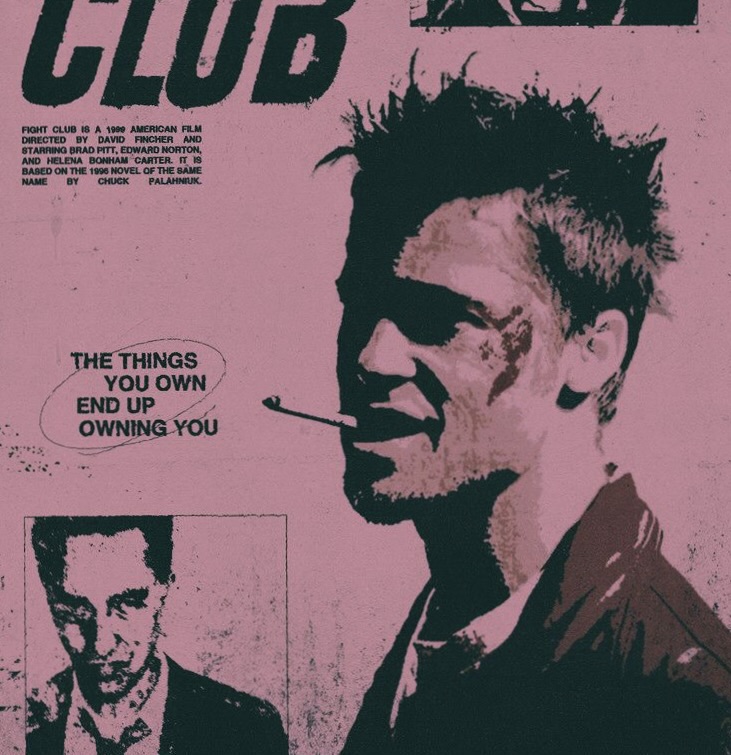 CLUB
FIGHT CLUB IS A 1999 AMERICAN FILM
DIRECTED BY DAVID FINCHER AND
STARRING BRAD PITT, EDWARD NORTON,
AND HELENA BONHAM CARTER. IT IS
BASED ON THE 1996 NOVEL OF THE SAME
NAME BY CHUCK PALAHNIUK.
THE THINGS
YOU OWN
END UP
OWNING YOU